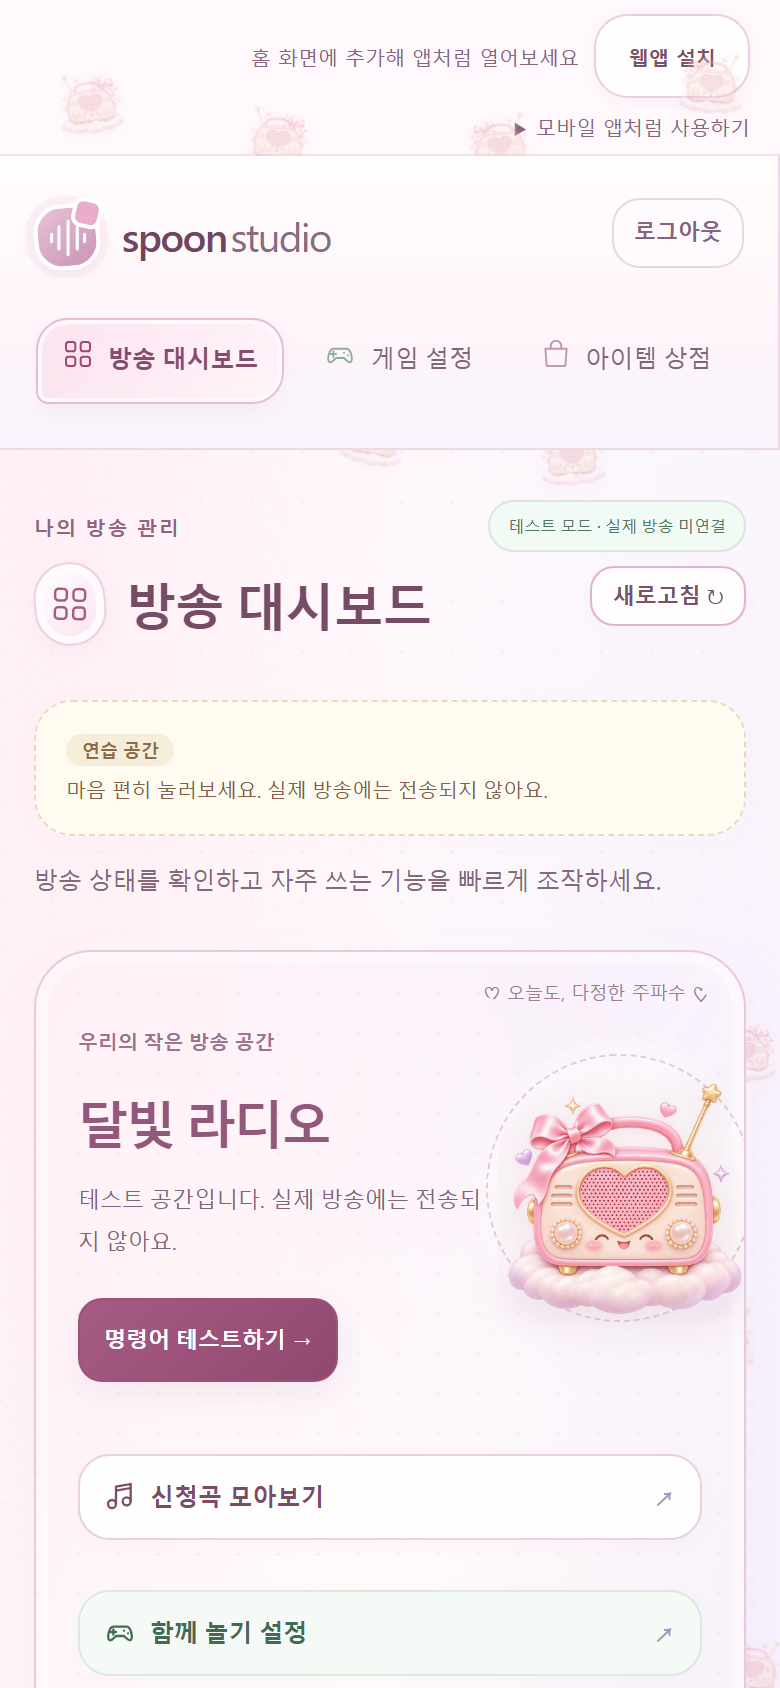 홈 화면에 추가해 앱처럼 열어보세요
웹앱 설치
▶ 모바일 앱처럼 사용하기
spoon studio
로그아웃
방송 대시보드
게임 설정
아이템 상점
나의 방송 관리
테스트 모드 · 실제 방송 미연결
방송 대시보드
새로고침 ↻
연습 공간
마음 편히 눌러보세요. 실제 방송에는 전송되지 않아요.
방송 상태를 확인하고 자주 쓰는 기능을 빠르게 조작하세요.
♡ 오늘도, 다정한 주파수 ♡
우리의 작은 방송 공간
달빛 라디오
테스트 공간입니다. 실제 방송에는 전송되
지 않아요.
명령어 테스트하기 →
신청곡 모아보기 ↗
함께 놀기 설정 ↗